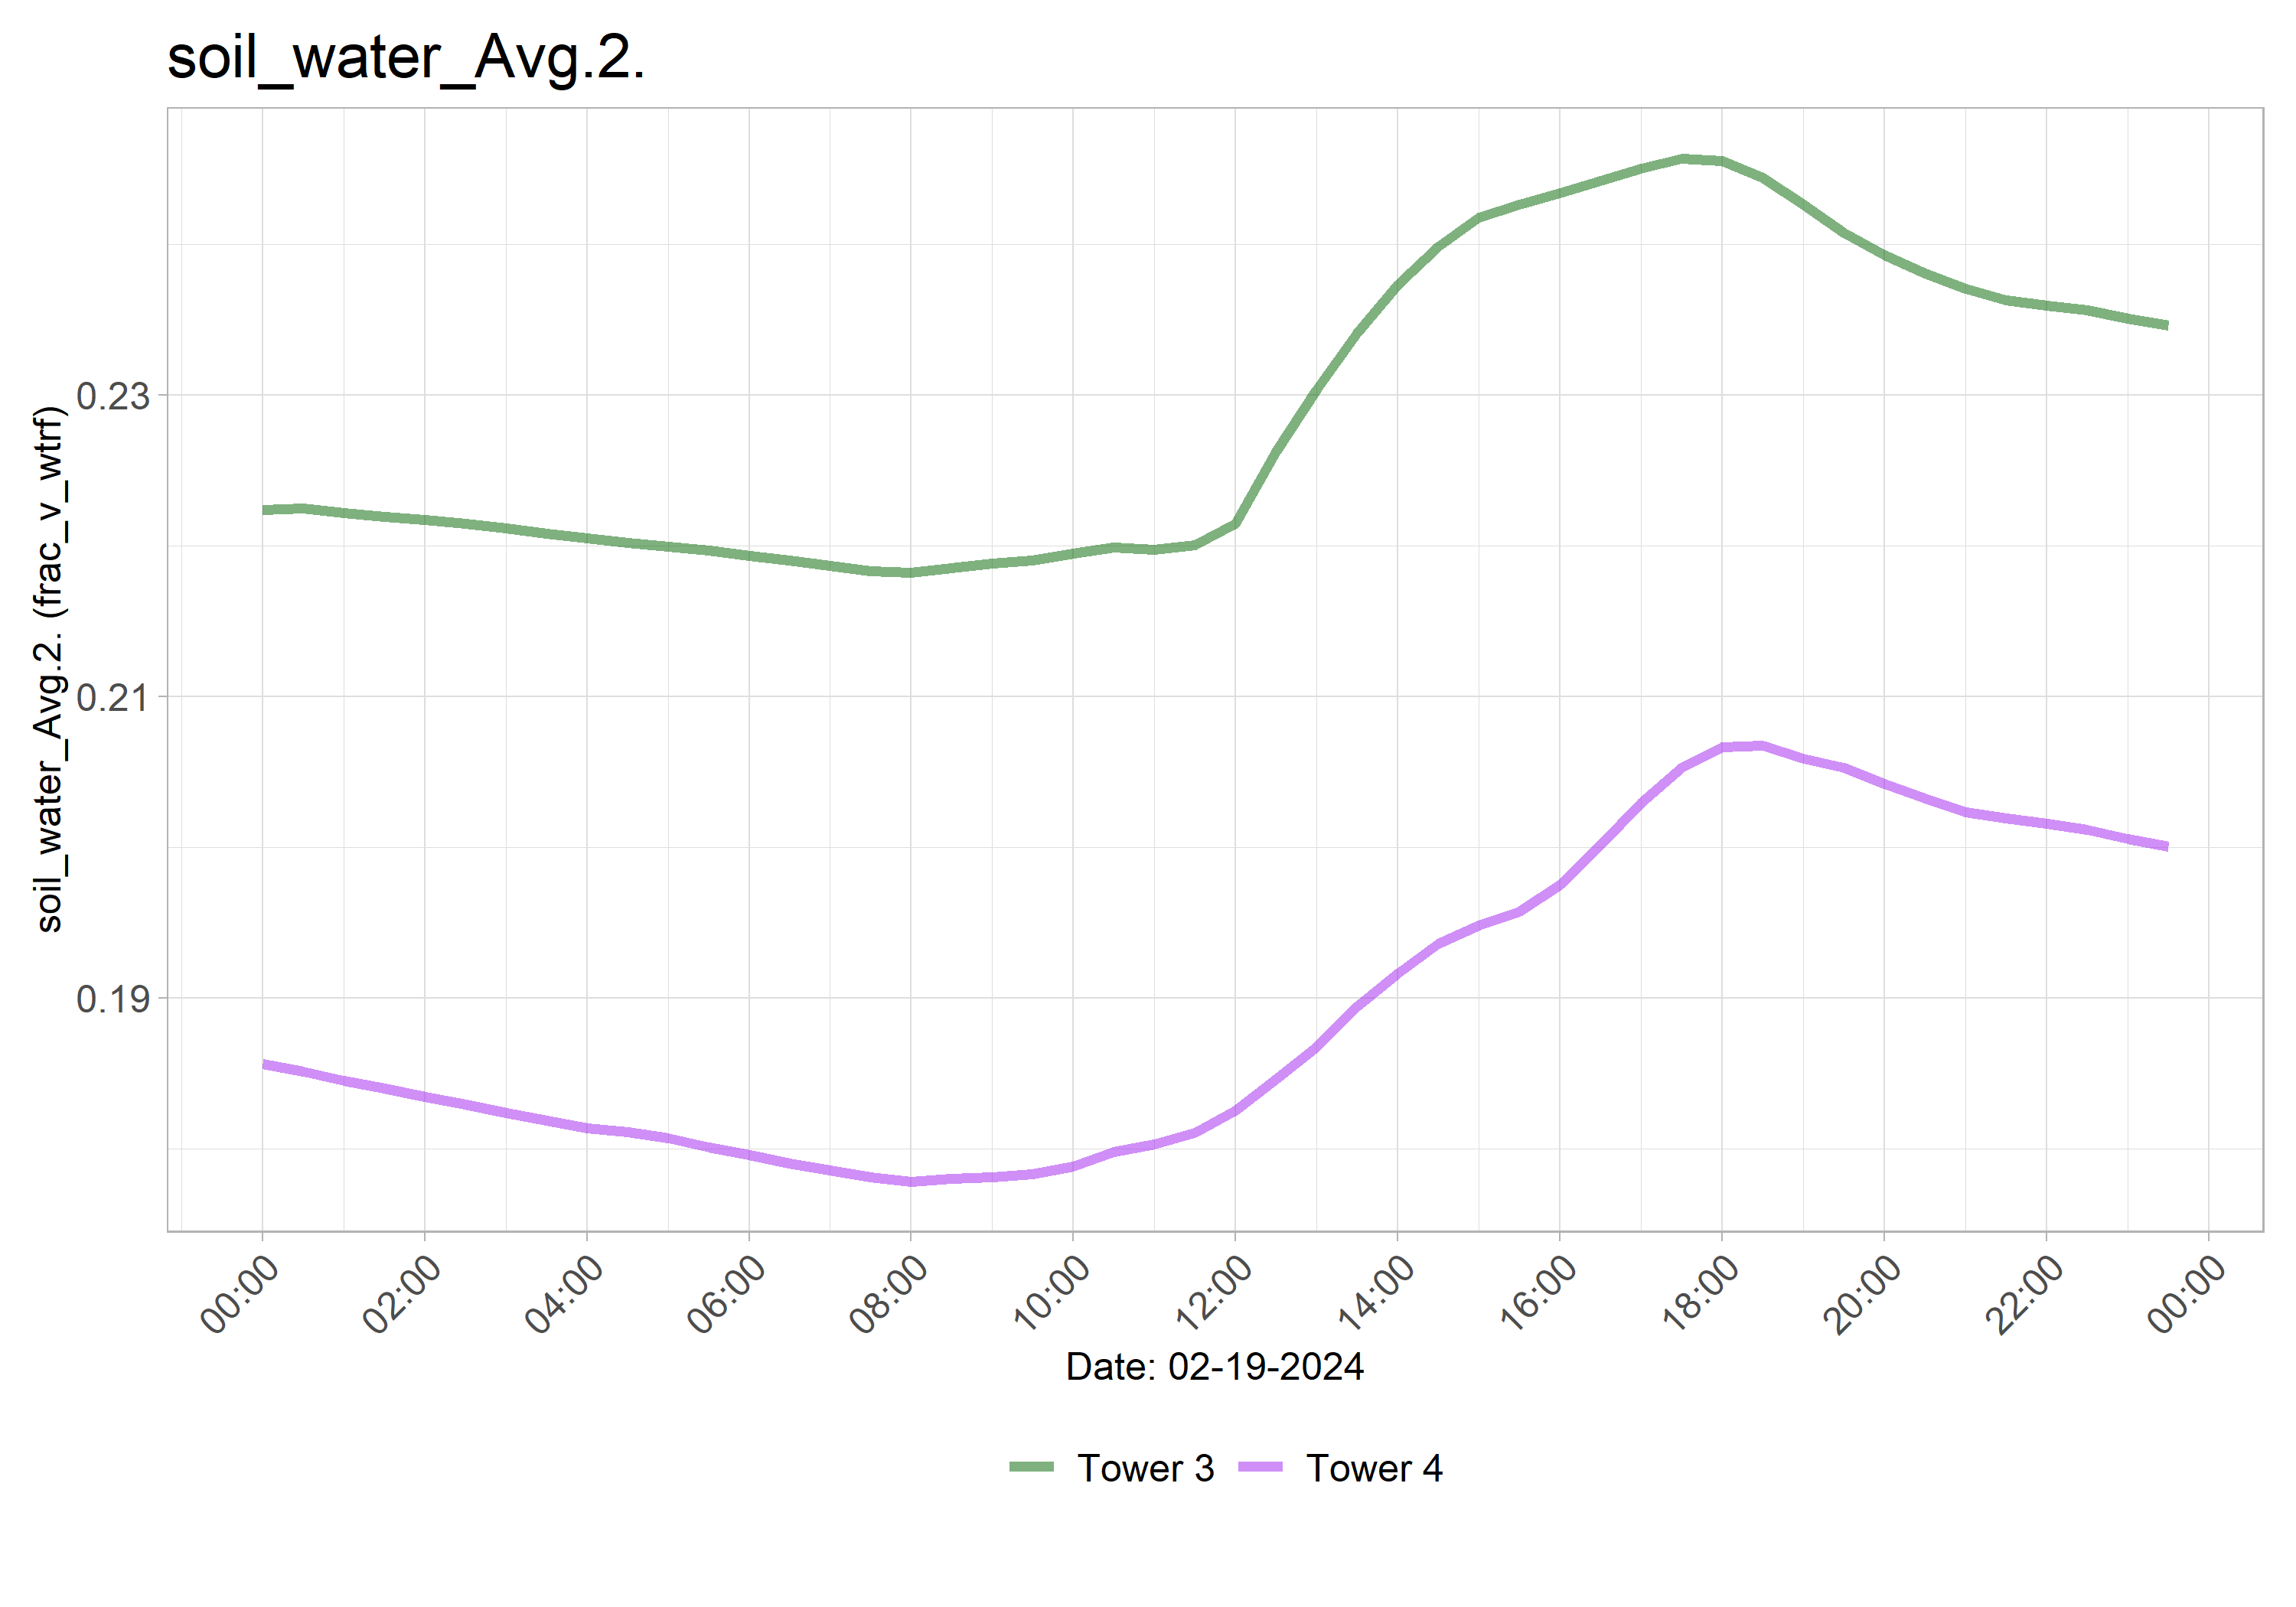 soil_water_Avg.2.
soil_water_Avg.2. (frac_v_wtrf)
0.23
0.21
0.19
00:00 02:00 04:00 06:00 08:00 10:00 12:00 14:00 16:00 18:00 20:00 22:00 00:00
Date: 02-19-2024
Tower 3 Tower 4